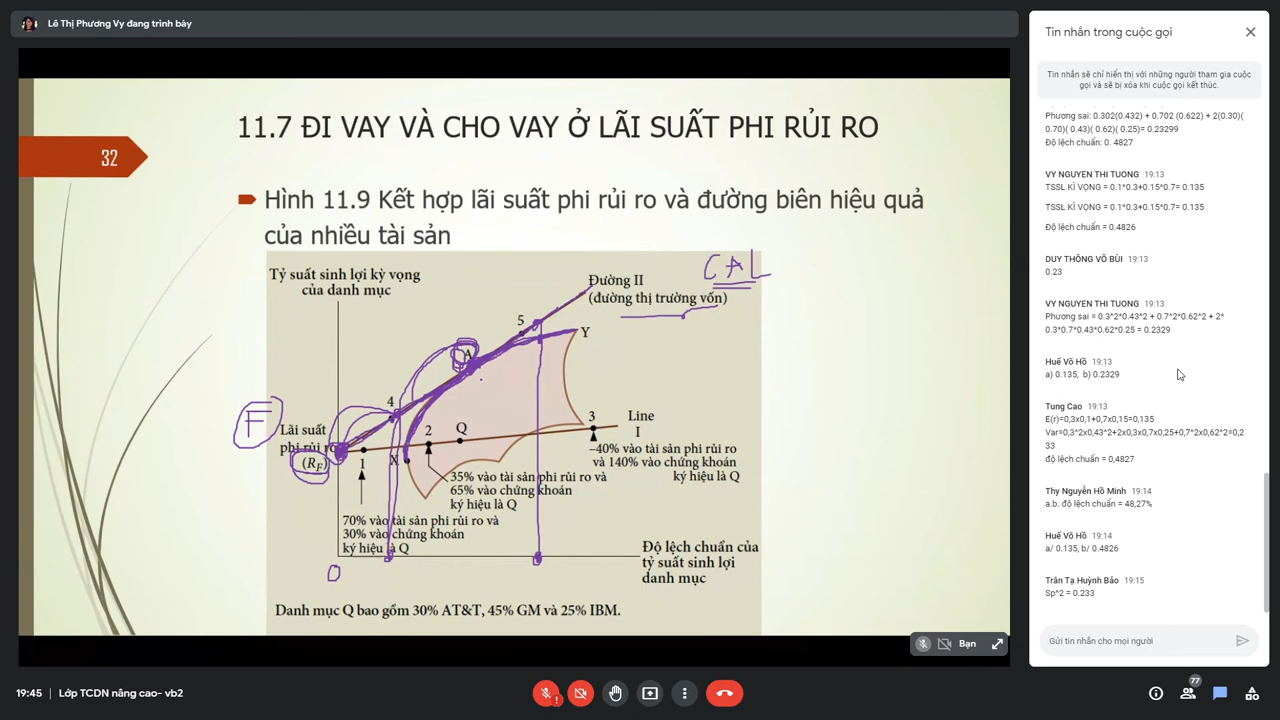 Lê Thị Phương Vy đang trình bày
32
11.7 ĐI VAY VÀ CHO VAY Ở LÃI SUẤT PHI RỦI RO
Hình 11.9 Kết hợp lãi suất phi rủi ro và đường biên hiệu quả
của nhiều tài sản
Tỷ suất sinh lợi kỳ vọng
của danh mục
CAL
Đường II
(đường thị trường vốn)
5
Y
A
4
F
Lãi suất
phi rủi ro
(RF)
1
X
2
Q
3
Line
I
–40% vào tài sản phi rủi ro
và 140% vào chứng khoán
ký hiệu là Q
35% vào tài sản phi rủi ro và
65% vào chứng khoán
ký hiệu là Q
70% vào tài sản phi rủi ro và
30% vào chứng khoán
ký hiệu là Q
0
Độ lệch chuẩn của
tỷ suất sinh lợi
danh mục
Danh mục Q bao gồm 30% AT&T, 45% GM và 25% IBM.
Bạn
Tin nhắn trong cuộc gọi
Tin nhắn sẽ chỉ hiển thị với những người tham gia cuộc
gọi và sẽ bị xóa khi cuộc gọi kết thúc.
Phương sai: 0.302(0.432) + 0.702 (0.622) + 2(0.30)(
0.70)( 0.43)( 0.62)( 0.25)= 0.23299
Độ lệch chuẩn: 0. 4827
VY NGUYEN THI TUONG 19:13
TSSL KÌ VỌNG = 0.1*0.3+0.15*0.7= 0.135
TSSL KÌ VỌNG = 0.1*0.3+0.15*0.7= 0.135
Độ lệch chuẩn = 0.4826
DUY THÔNG VÕ BÙI 19:13
0.23
VY NGUYEN THI TUONG 19:13
Phương sai = 0.3^2*0.43^2 + 0.7^2*0.62^2 + 2*
0.3*0.7*0.43*0.62*0.25 = 0.2329
Huế Võ Hồ 19:13
a) 0.135, b) 0.2329
Tung Cao 19:13
E(r)=0,3x0,1+0,7x0,15=0,135
Var=0,3^2x0,43^2+2x0,3x0,7x0,25+0,7^2x0,62^2=0,2
33
độ lệch chuẩn = 0,4827
Thy Nguyễn Hồ Minh 19:14
a.b. độ lệch chuẩn = 48,27%
Huế Võ Hồ 19:14
a/ 0.135, b/ 0.4826
Trân Tạ Huỳnh Bảo 19:15
Sp^2 = 0.233
Gửi tin nhắn cho mọi người
19:45
Lớp TCDN nâng cao- vb2
77